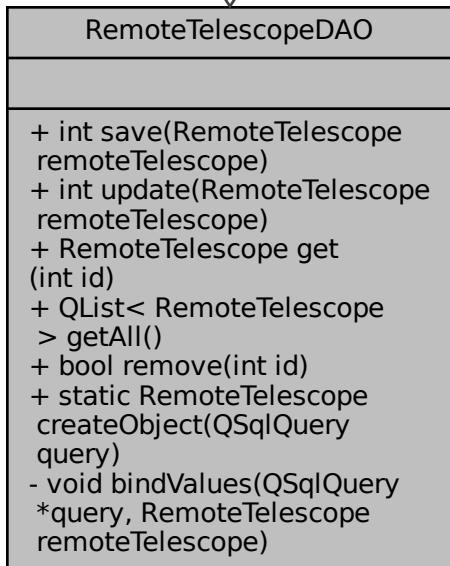 RemoteTelescopeDAO
+ int save(RemoteTelescope
remoteTelescope)
+ int update(RemoteTelescope
remoteTelescope)
+ RemoteTelescope get
(int id)
+ QList< RemoteTelescope
> getAll()
+ bool remove(int id)
+ static RemoteTelescope
createObject(QSqlQuery
query)
- void bindValues(QSqlQuery
*query, RemoteTelescope
remoteTelescope)